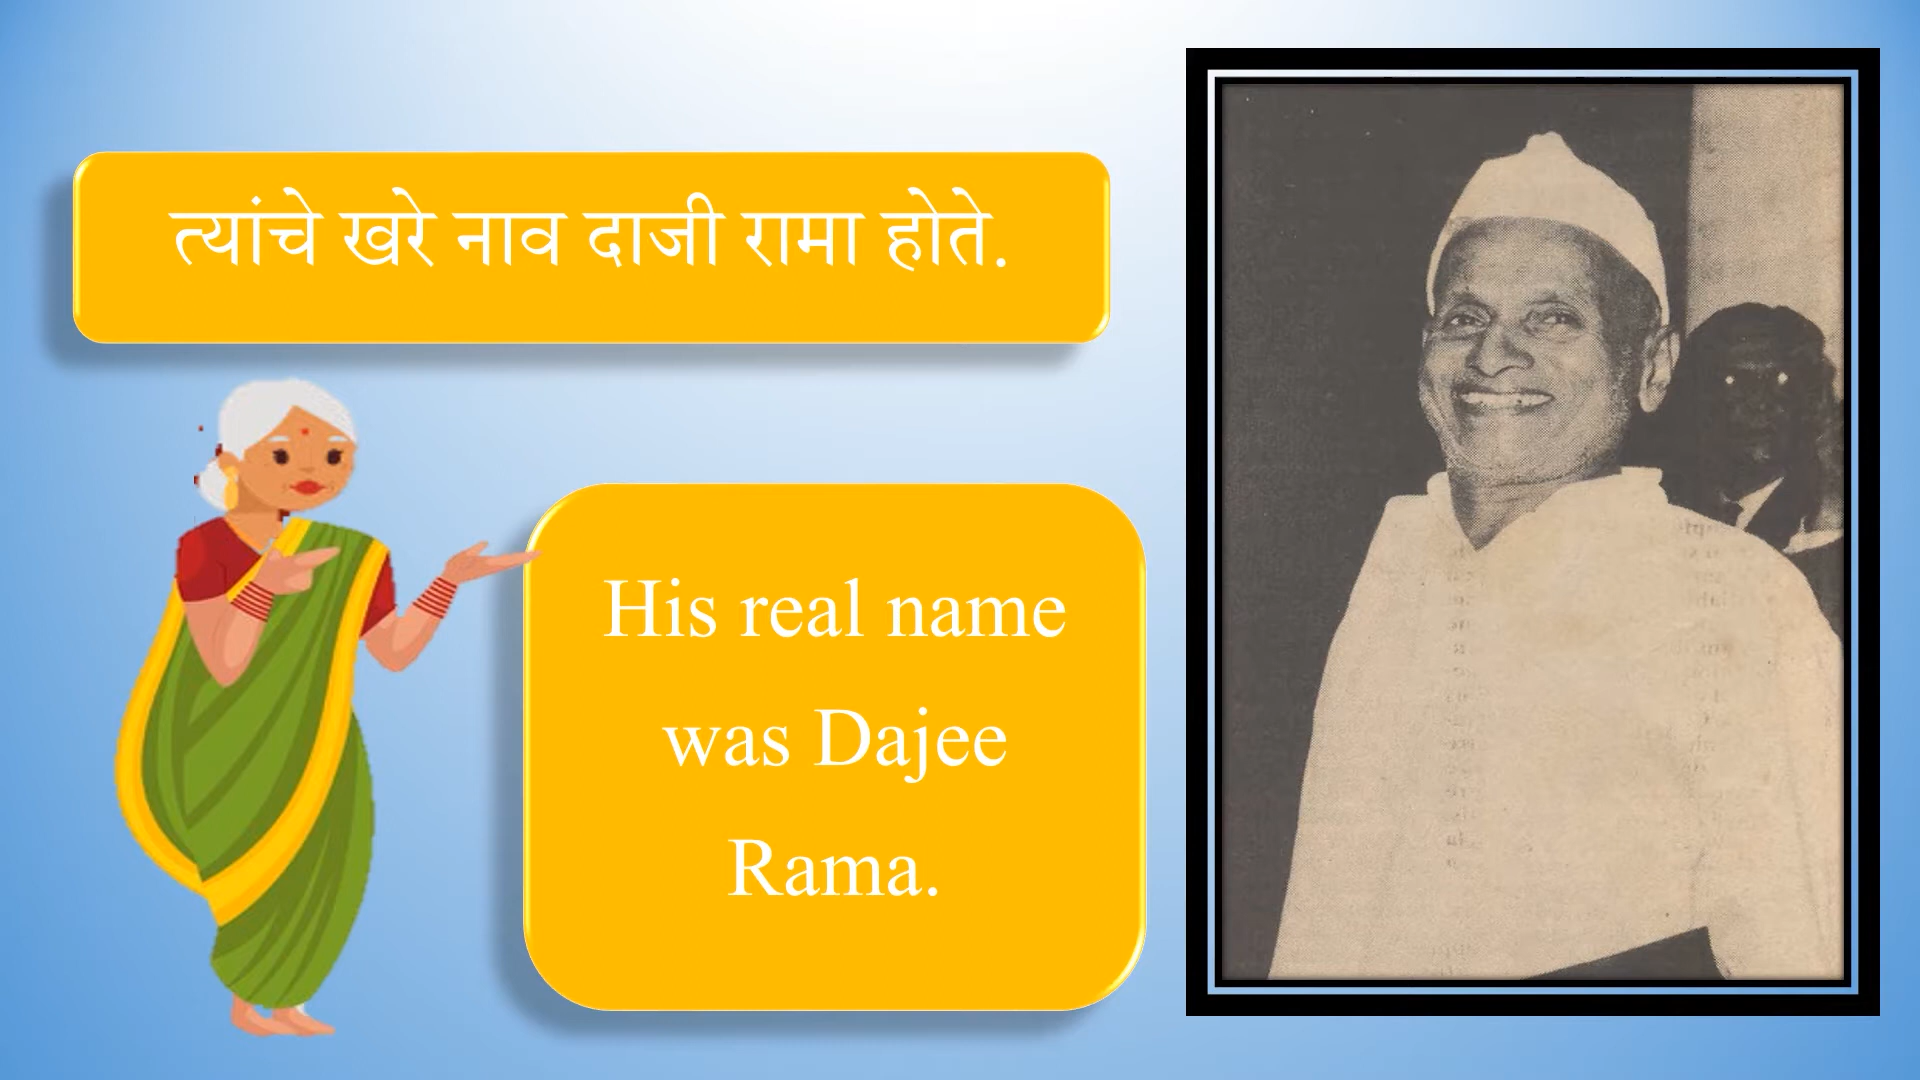 त्यांचे खरे नाव दाजी रामा होते.
His real name
was Dajee
Rama.